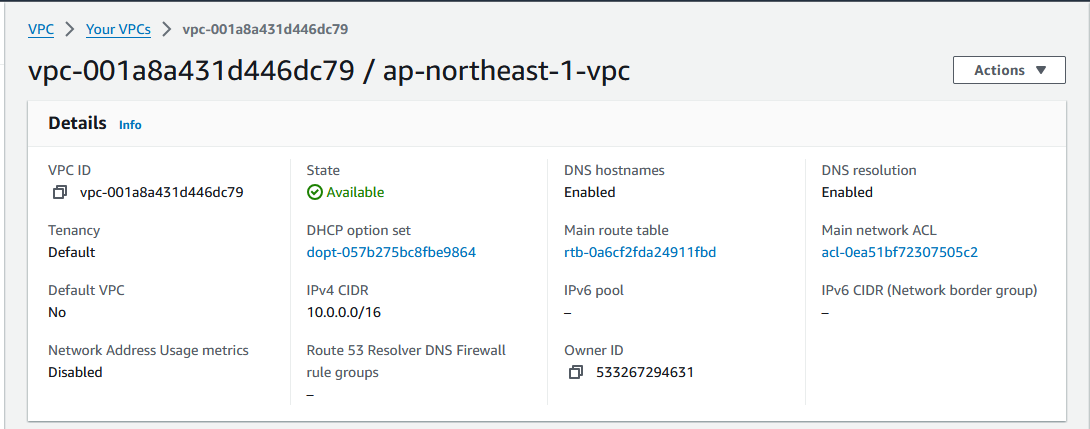 VPC > Your VPCs > vpc-001a8a431d446dc79
vpc-001a8a431d446dc79 / ap-northeast-1-vpc
Actions ▼
Details Info
VPC ID
vpc-001a8a431d446dc79
State
Available
DNS hostnames
Enabled
DNS resolution
Enabled
Tenancy
Default
DHCP option set
dopt-057b275bc8fbe9864
Main route table
rtb-0a6cf2fda24911fbd
Main network ACL
acl-0ea51bf72307505c2
Default VPC
No
IPv4 CIDR
10.0.0.0/16
IPv6 pool
–
IPv6 CIDR (Network border group)
–
Network Address Usage metrics
Disabled
Route 53 Resolver DNS Firewall
rule groups
–
Owner ID
533267294631